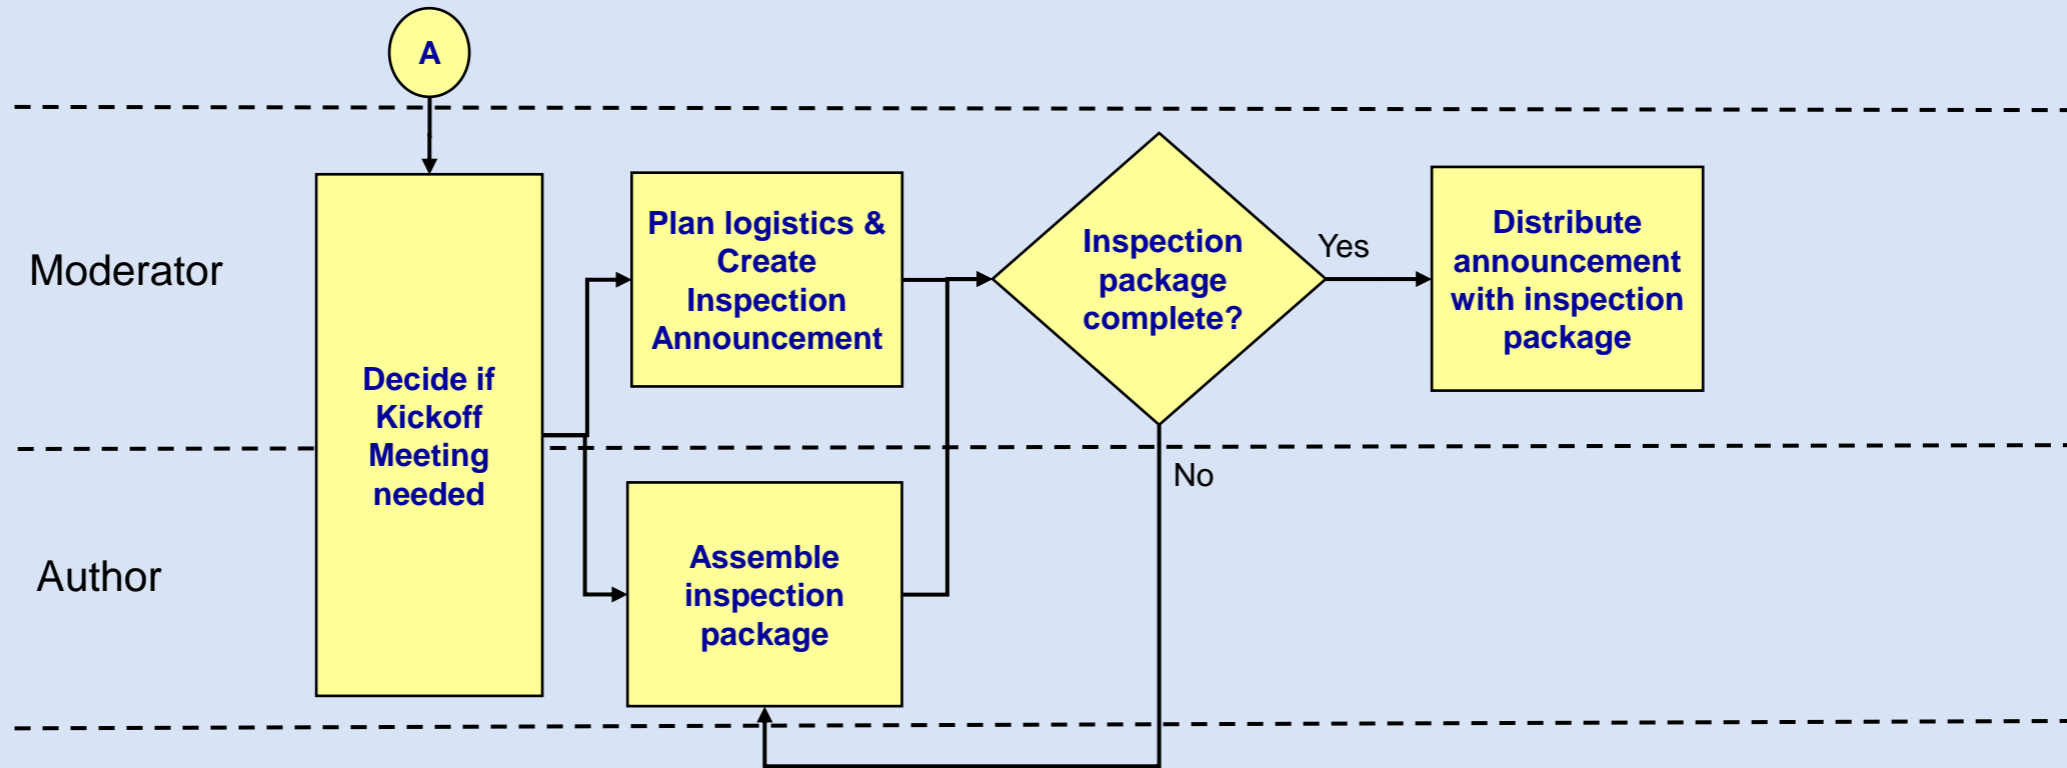 A
Moderator
Decide if
Kickoff
Meeting
needed
Plan logistics &
Create
Inspection
Announcement
Inspection
package
complete?
Yes
Distribute
announcement
with inspection
package
No
Author
Assemble
inspection
package